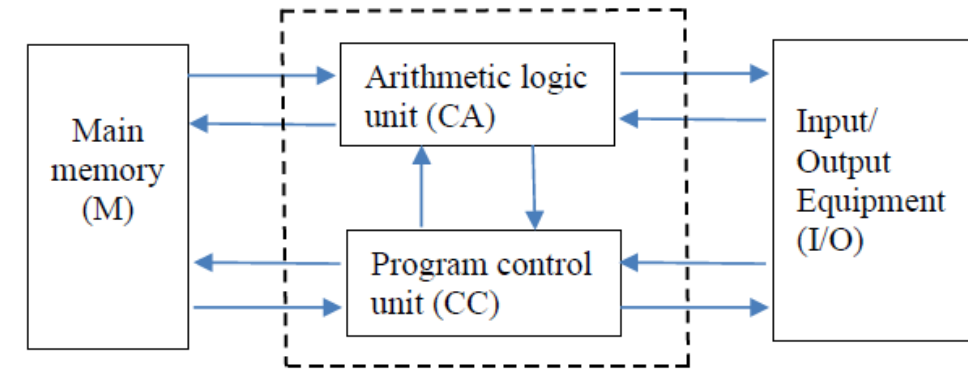 Main
memory
(M)
Arithmetic logic
unit (CA)
Program control
unit (CC)
Input/
Output
Equipment
(I/O)